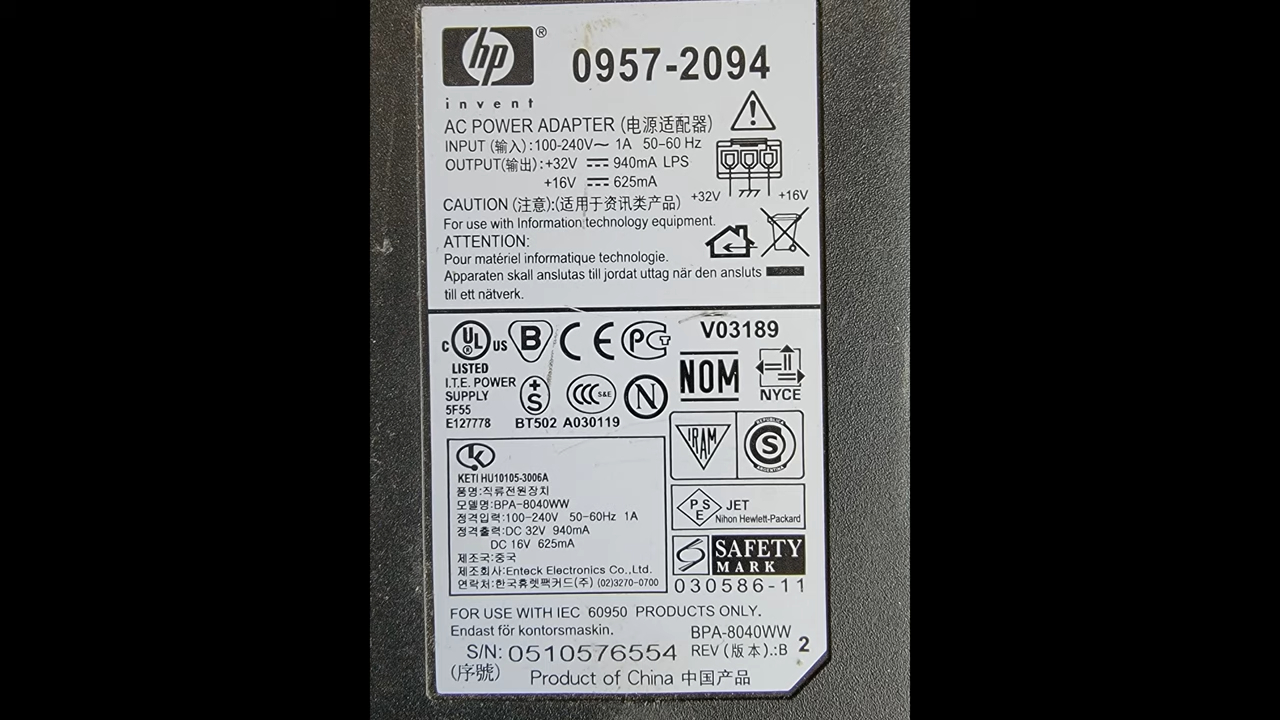 hp ®
invent
0957-2094
AC POWER ADAPTER (电源适配器)
INPUT (输入):100-240V~ 1A 50-60 Hz
OUTPUT(输出):+32V ⎓ 940mA LPS
+16V ⎓ 625mA
+32V +16V
CAUTION (注意):(适用于资讯类产品)
For use with Information technology equipment.
ATTENTION:
Pour matériel informatique technologie.
Apparaten skall anslutas till jordat uttag när den ansluts
till ett nätverk.
C UL ® US B CE PC T V03189
LISTED
I.T.E. POWER
SUPPLY
5F55
E127778
+ S CCC S&E N NOM NYCE
BT502 A030119
IRAM S REPUBLICA ARGENTINA
K
KETI HU10105-3006A
품명:직류전원장치
모델명:BPA-8040WW
정격입력:100-240V 50-60Hz 1A
정격출력:DC 32V 940mA
DC 16V 625mA
제조국:중국
제조회사:Enteck Electronics Co.,Ltd.
연락처:한국휴렛팩커드(주) (02)3270-0700
PSE JET
Nihon Hewlett-Packard
SAFETY
MARK
030586-11
FOR USE WITH IEC 60950 PRODUCTS ONLY.
Endast för kontorsmaskin.
BPA-8040WW
S/N: 0510576554 REV (版本).:B 2
(序號)
Product of China 中国产品